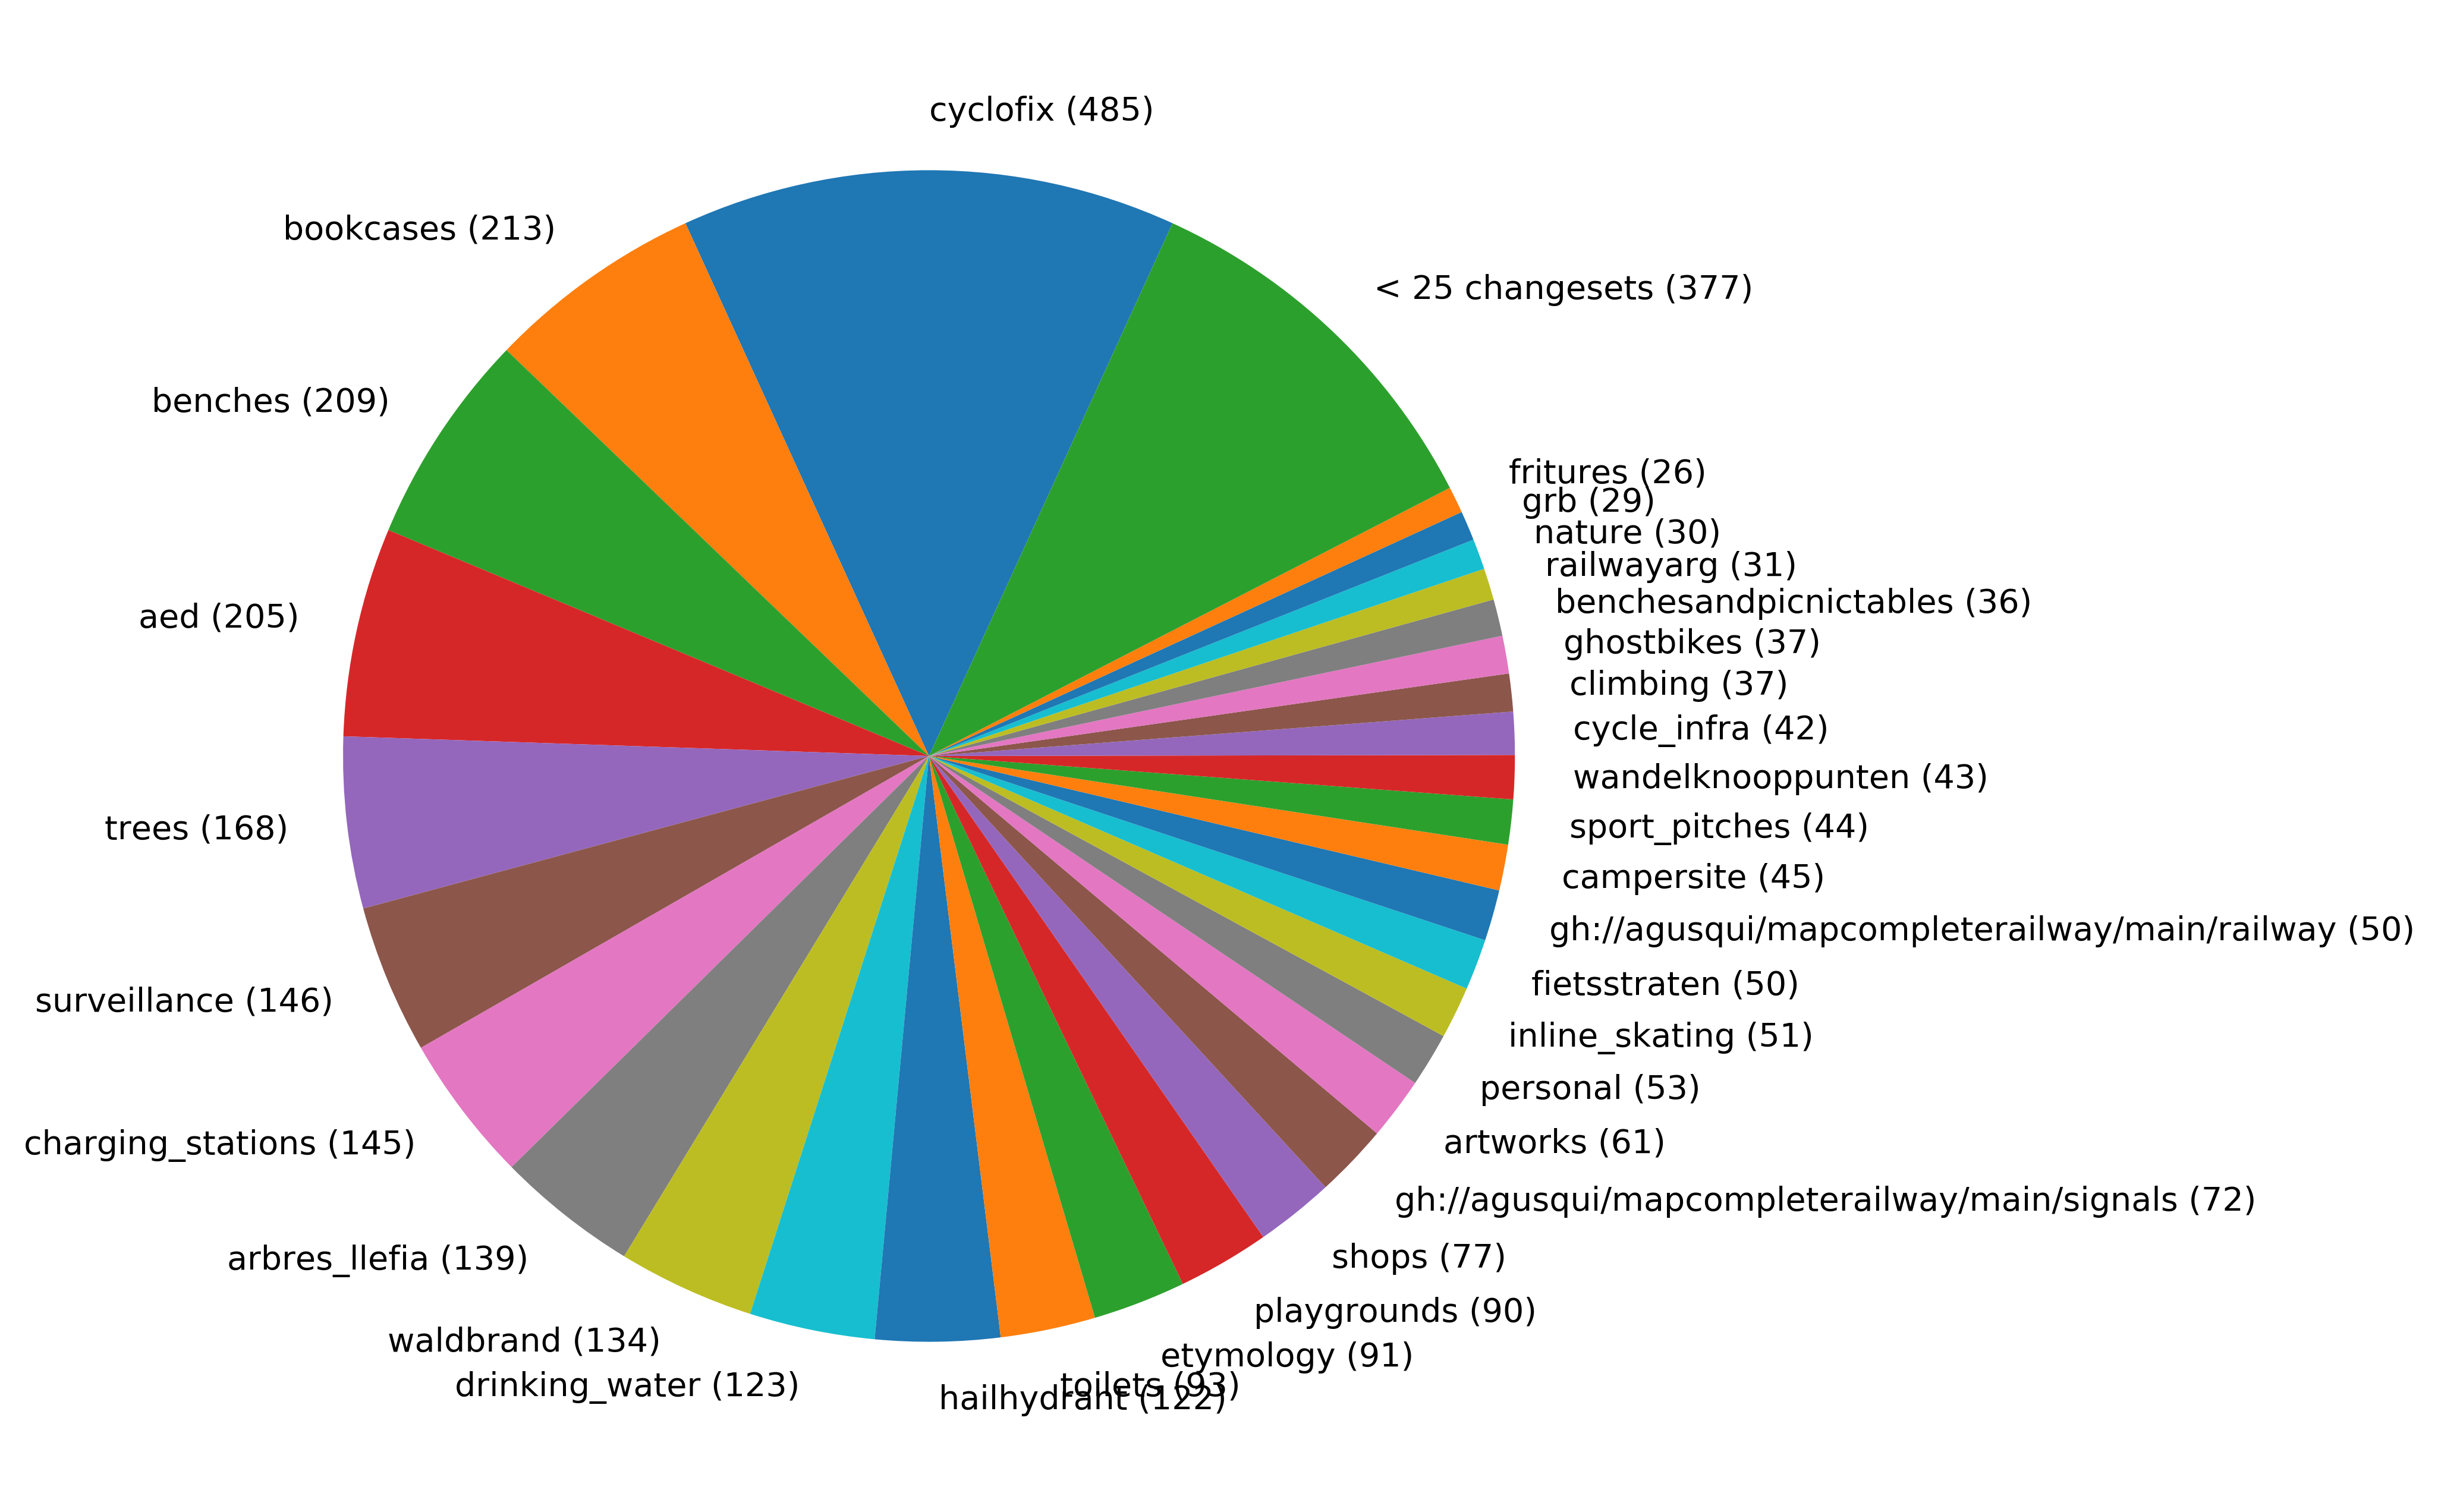 cyclofix (485)
bookcases (213)
benches (209)
aed (205)
trees (168)
surveillance (146)
charging_stations (145)
arbres_llefia (139)
waldbrand (134)
drinking_water (123)
hailhydrant (122)
toilets (93)
etymology (91)
playgrounds (90)
shops (77)
gh://agusqui/mapcompleterailway/main/signals (72)
artworks (61)
personal (53)
inline_skating (51)
fietsstraten (50)
gh://agusqui/mapcompleterailway/main/railway (50)
campersite (45)
sport_pitches (44)
wandelknooppunten (43)
cycle_infra (42)
climbing (37)
ghostbikes (37)
benchesandpicnictables (36)
railwayarg (31)
nature (30)
grb (29)
fritures (26)
< 25 changesets (377)